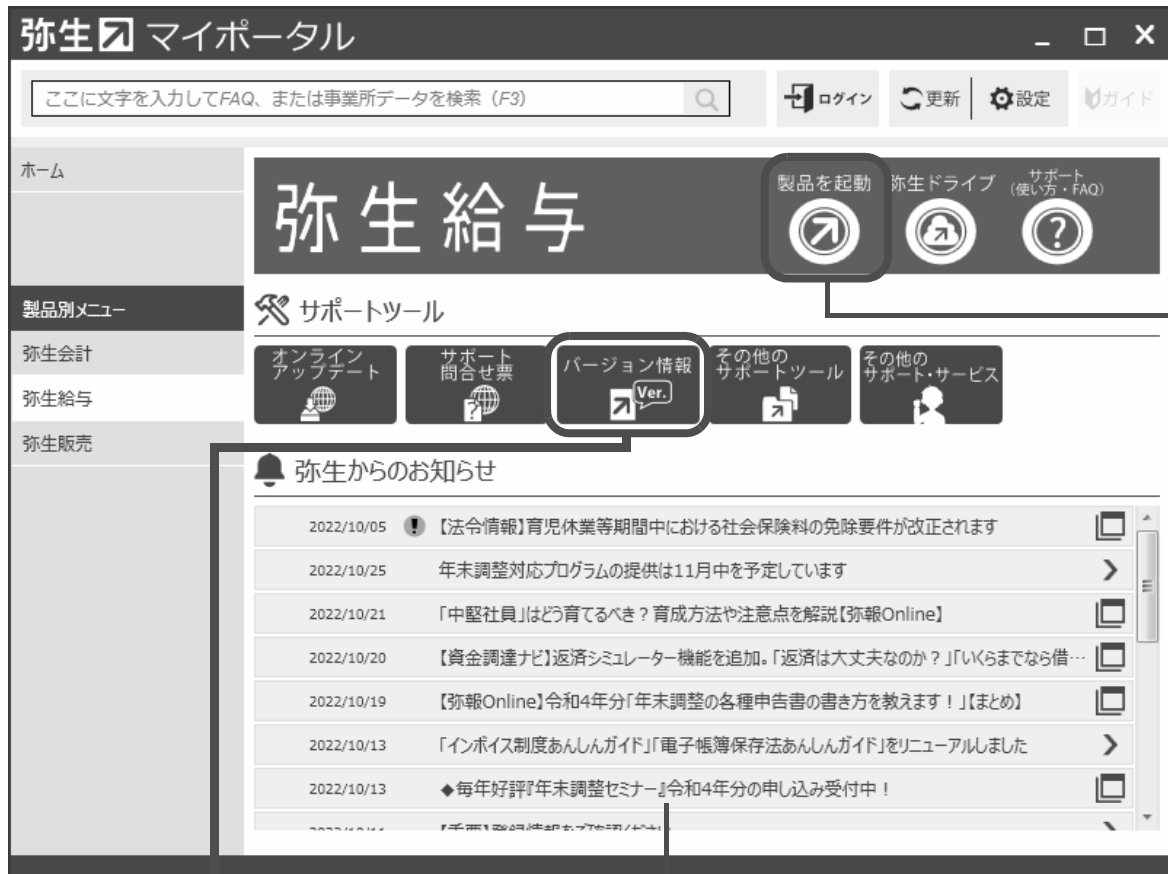 弥生 マイポータル
ここに文字を入力してFAQ、または事業所データを検索（F3）
ログイン
更新
設定
ガイド
ホーム
製品別メニュー
弥生会計
弥生給与
弥生販売
弥生給与
製品を起動
弥生ドライブ
サポート
（使い方・FAQ）
サポートツール
オンライン
アップデート
サポート
問合せ票
バージョン情報
Ver.
その他の
サポートツール
その他の
サポート・サービス
弥生からのお知らせ
2022/10/05 【法令情報】育児休業等期間中における社会保険料の免除要件が改正されます
2022/10/25 年末調整対応プログラムの提供は11月中を予定しています
2022/10/21 「中堅社員」はどう育てるべき？育成方法や注意点を解説【弥報Online】
2022/10/20 【資金調達ナビ】返済シミュレーター機能を追加。「返済は大丈夫なのか？」「いくらまでなら借…
2022/10/19 【弥報Online】令和4年分「年末調整の各種申告書の書き方を教えます！」【まとめ】
2022/10/13 「インボイス制度あんしんガイド」「電子帳簿保存法あんしんガイド」をリニューアルしました
2022/10/13 ◆毎年好評『年末調整セミナー』令和4年分の申し込み受付中！